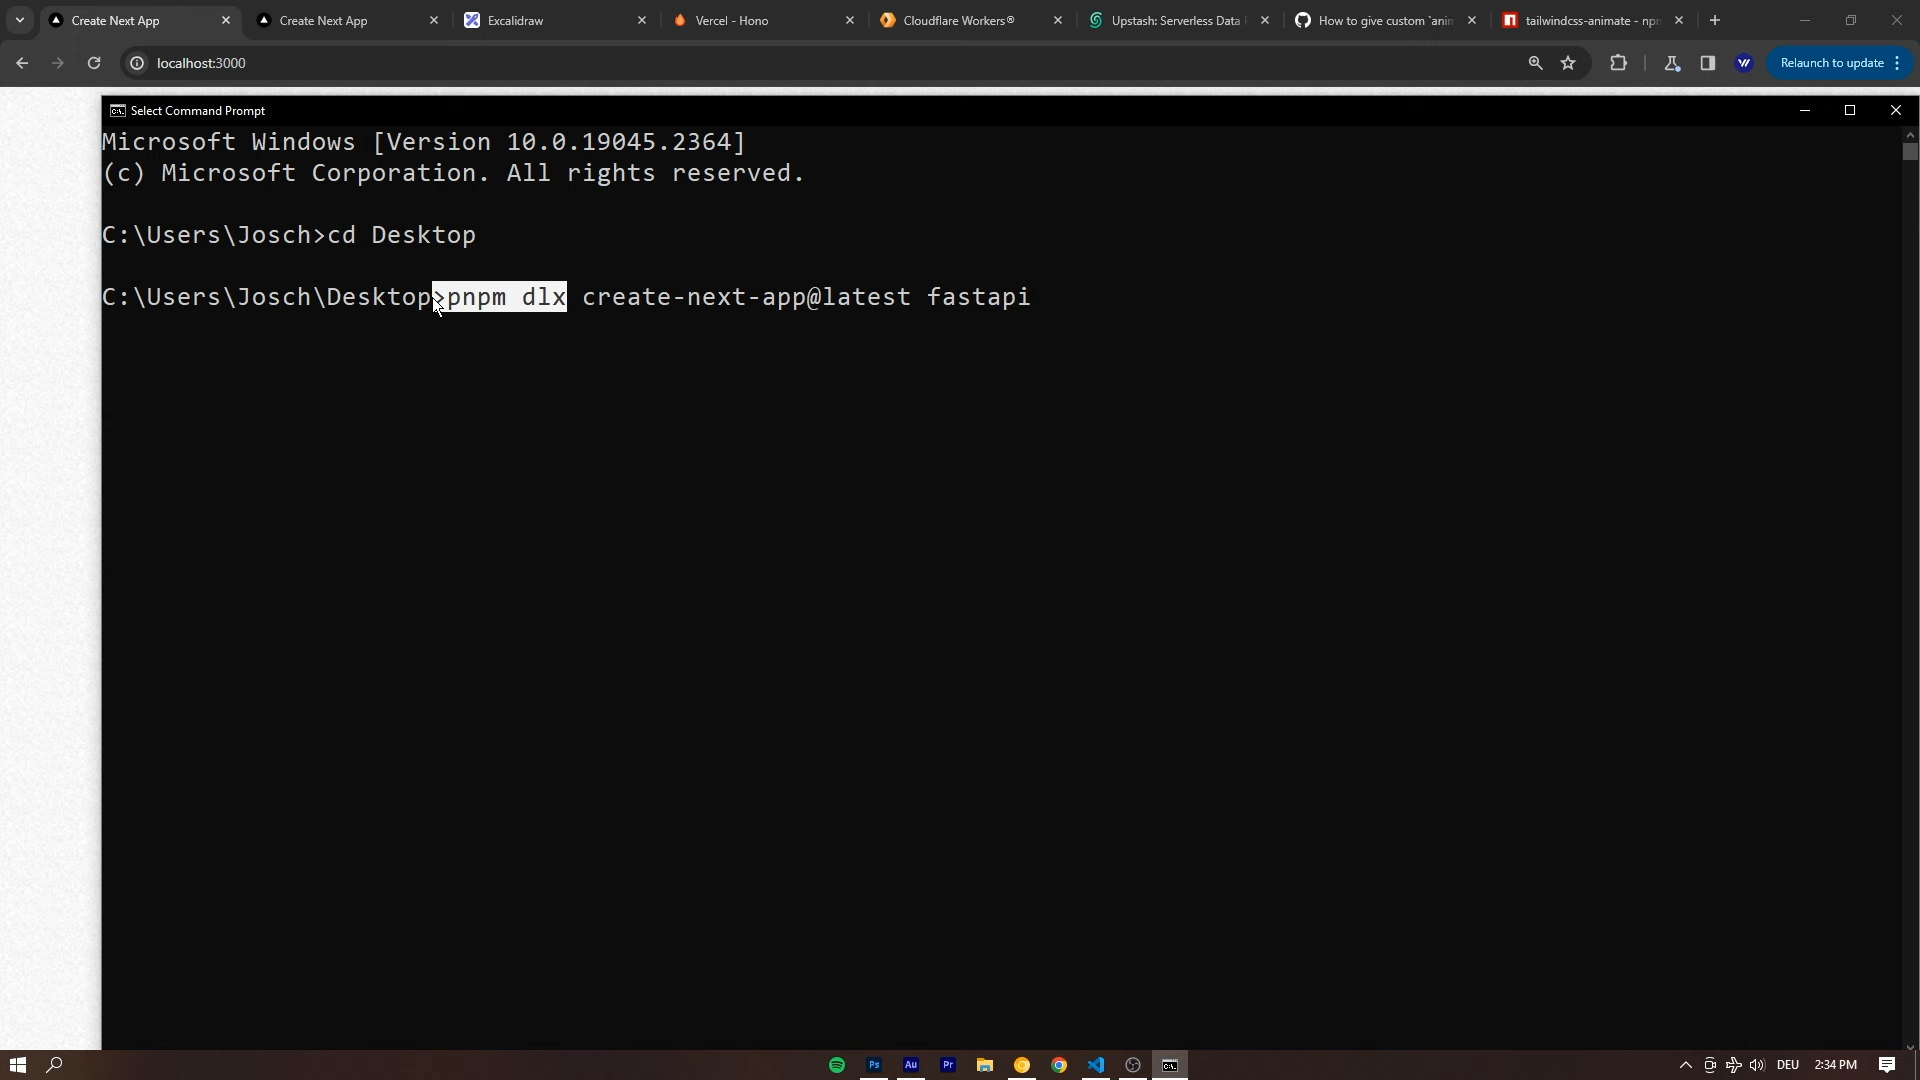 Create Next App
Create Next App
Excalidraw
Vercel - Hono
Cloudflare Workers®
Upstash: Serverless Data
How to give custom `anim
tailwindcss-animate - npm
localhost:3000
Relaunch to update
Select Command Prompt
Microsoft Windows [Version 10.0.19045.2364]
(c) Microsoft Corporation. All rights reserved.
C:\Users\Josch>cd Desktop
C:\Users\Josch\Desktop>pnpm dlx create-next-app@latest fastapi
Ps
Au
Pr
DEU
2:34 PM